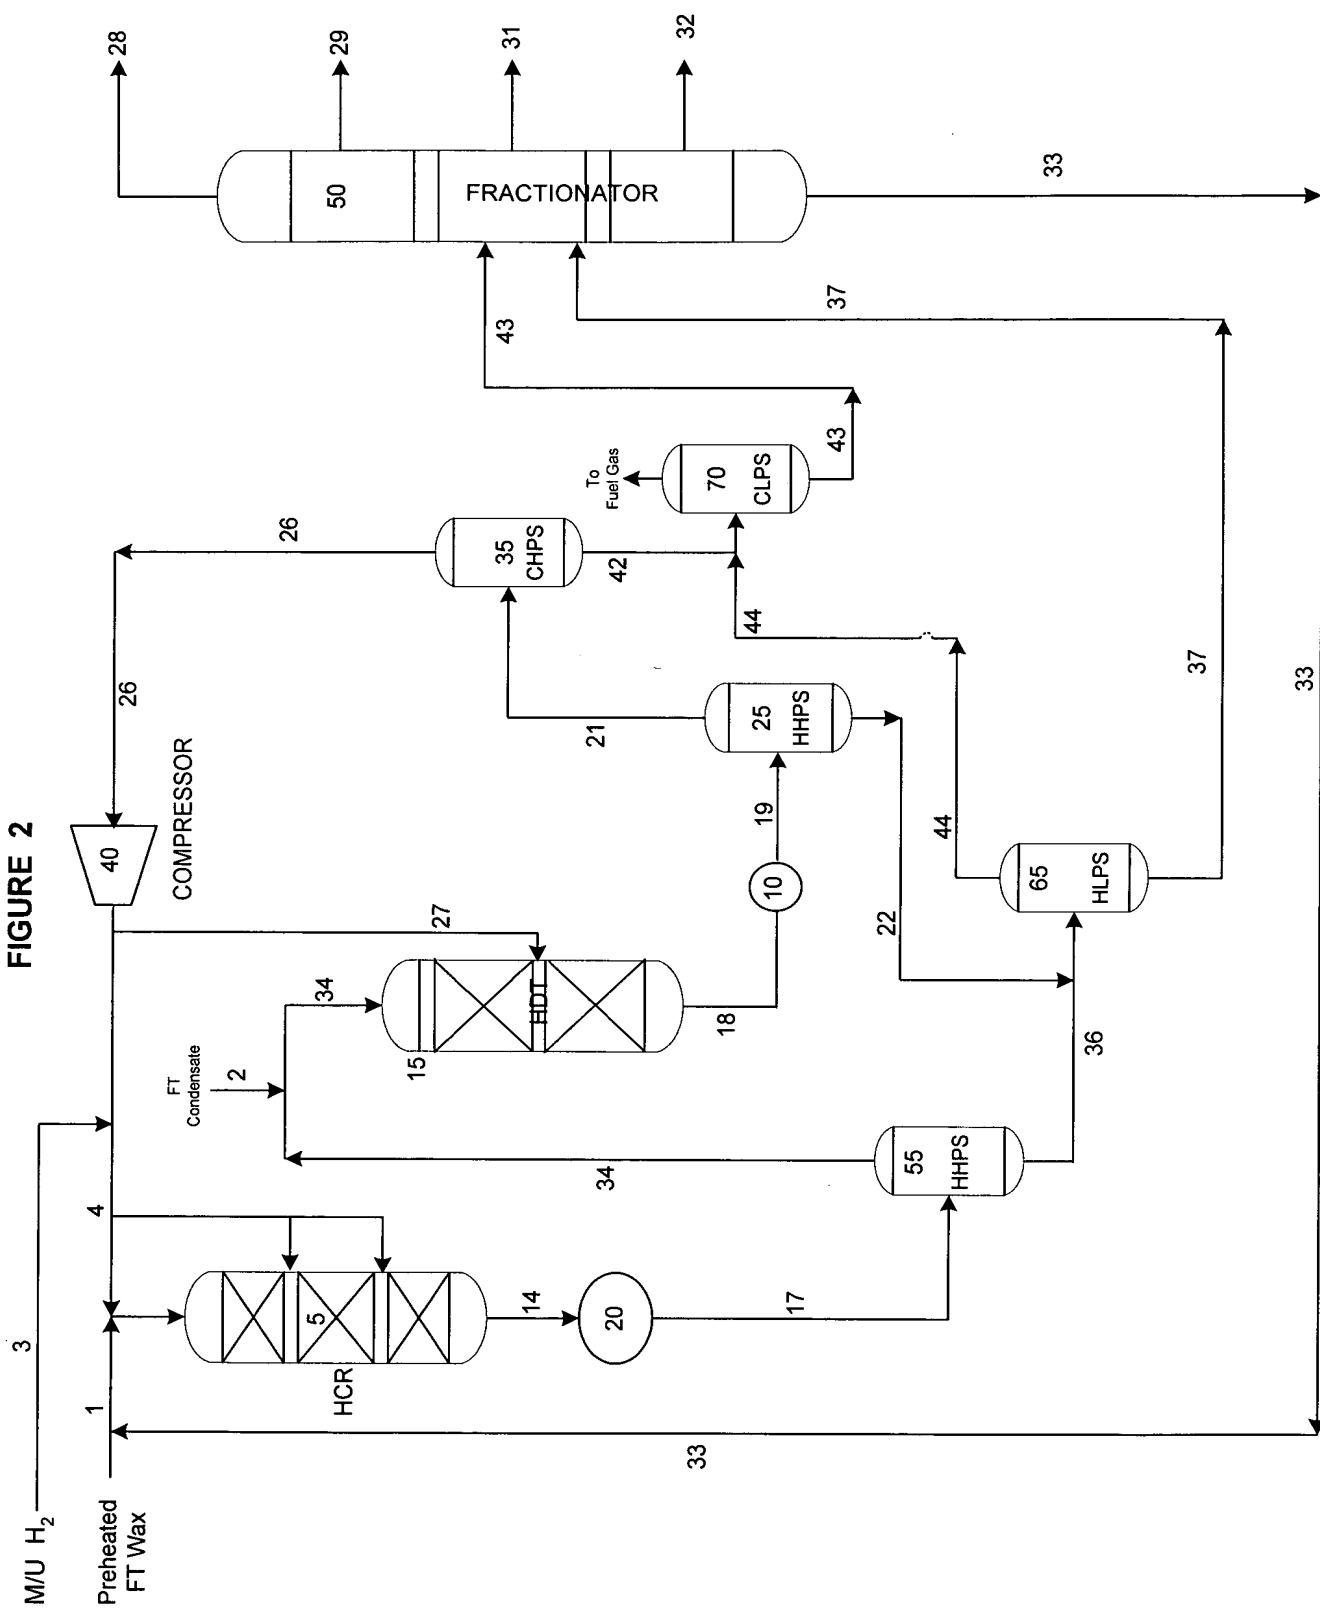 FIGURE 2
M/U H2
3
Preheated
FT Wax
1
33
4
HCR
5
14
20
17
34
55
HHPS
36
FT
Condensate
2
34
15
HDT
18
27
10
19
40
COMPRESSOR
26
26
21
25
HHPS
22
65
HLPS
44
44
37
35
CHPS
42
To
Fuel Gas
70
CLPS
43
43
37
50
FRACTIONATOR
28
29
31
32
33
33